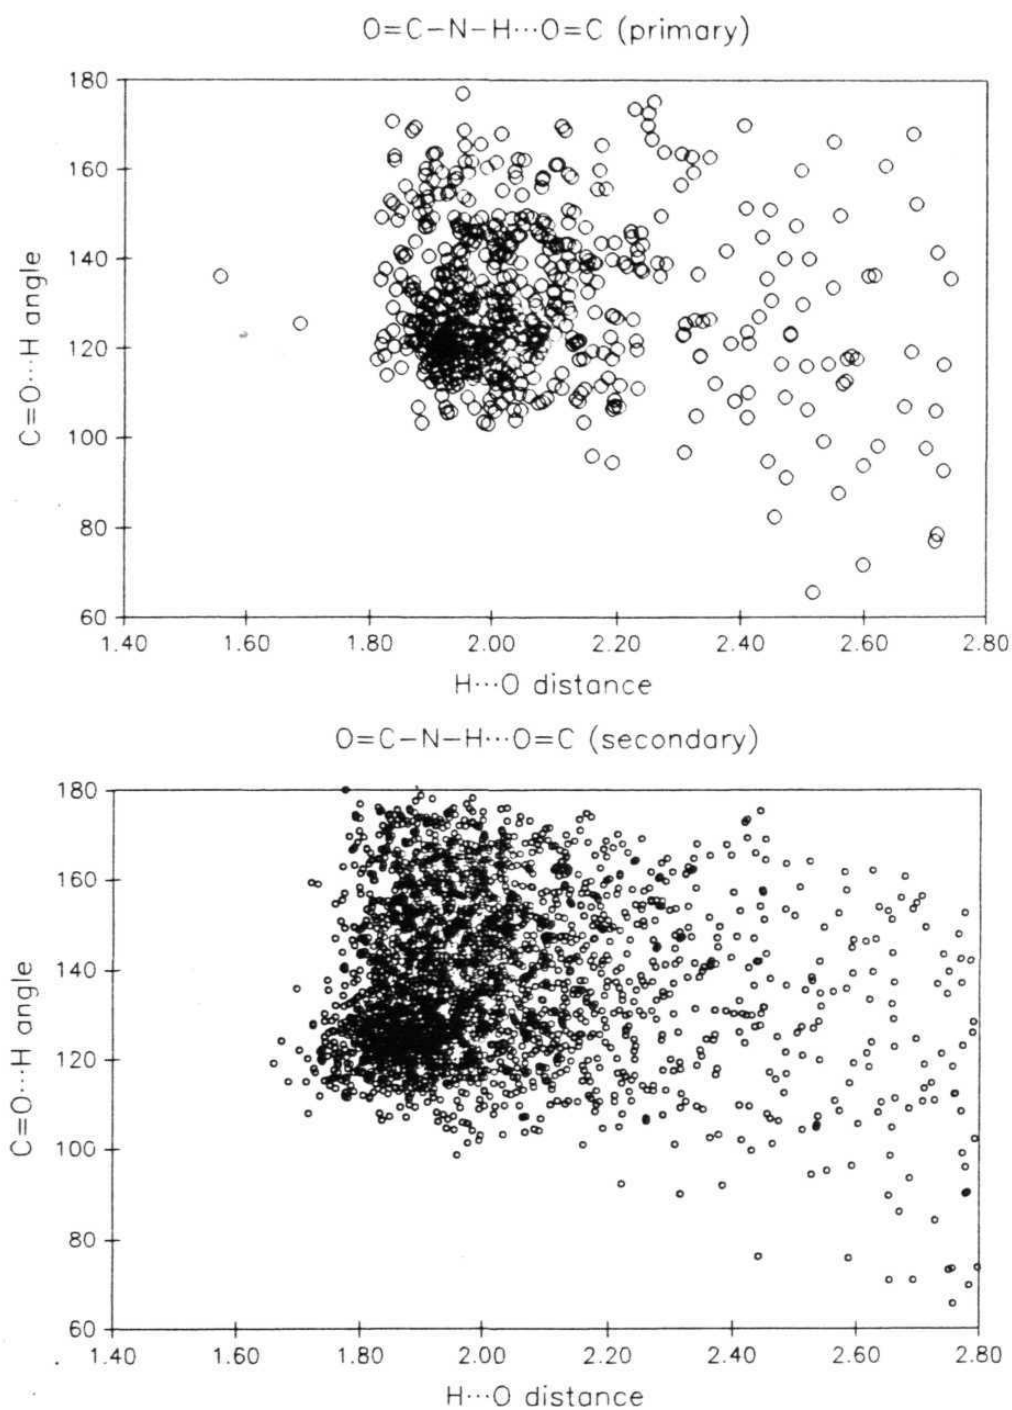 O=C−N−H···O=C (primary)
180
160
140
120
100
80
60
C=O···H angle
1.40 1.60 1.80 2.00 2.20 2.40 2.60 2.80
H···O distance
O=C−N−H···O=C (secondary)
180
160
140
120
100
80
60
C=O···H angle
1.40 1.60 1.80 2.00 2.20 2.40 2.60 2.80
H···O distance